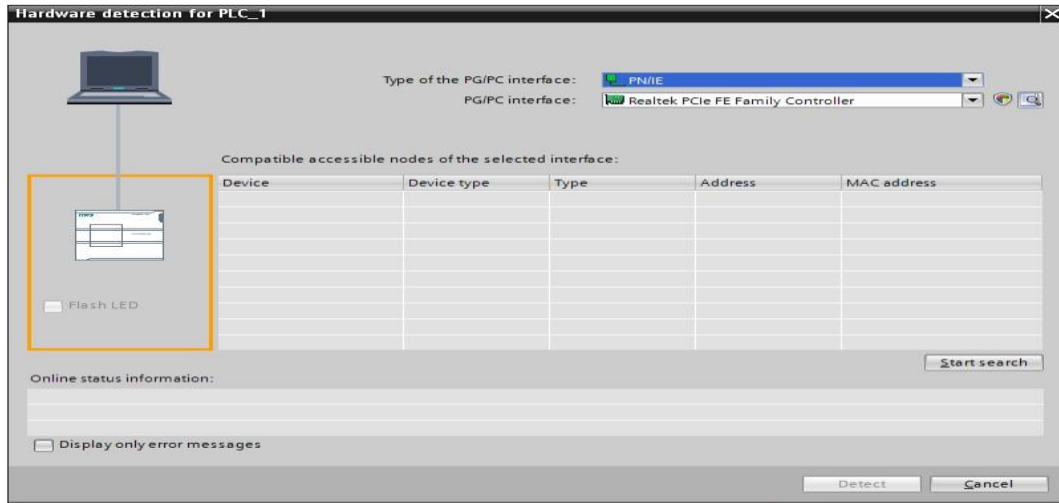 Hardware detection for PLC_1
Type of the PG/PC interface: PN/IE
PG/PC interface: Realtek PCIe FE Family Controller
Compatible accessible nodes of the selected interface:
Device Device type Type Address MAC address
Flash LED
Start search
Online status information:
Display only error messages
Detect Cancel